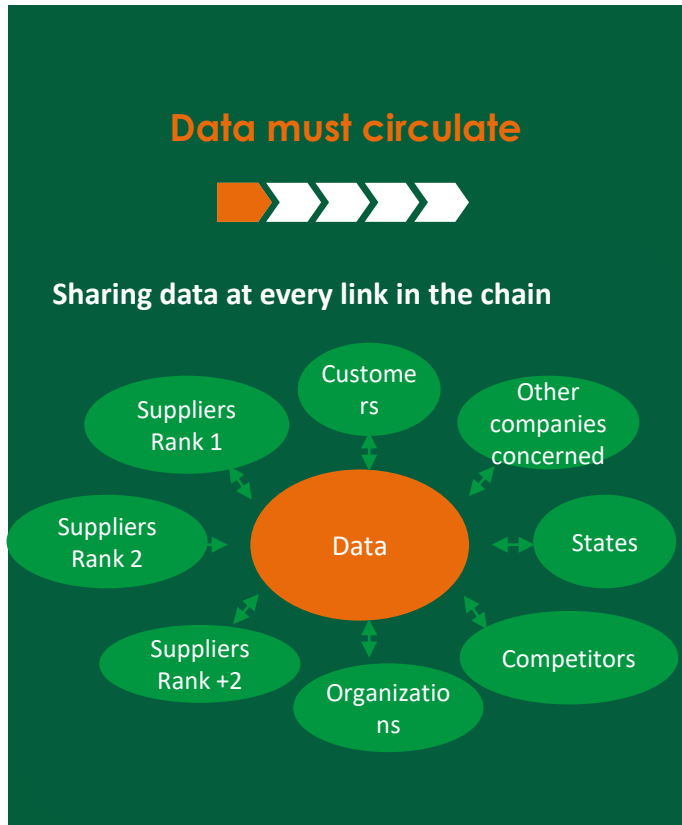 Data must circulate
Sharing data at every link in the chain
Custome
rs
Suppliers
Rank 1
Other
companies
concerned
Suppliers
Rank 2
Data
States
Suppliers
Rank +2
Competitors
Organizatio
ns